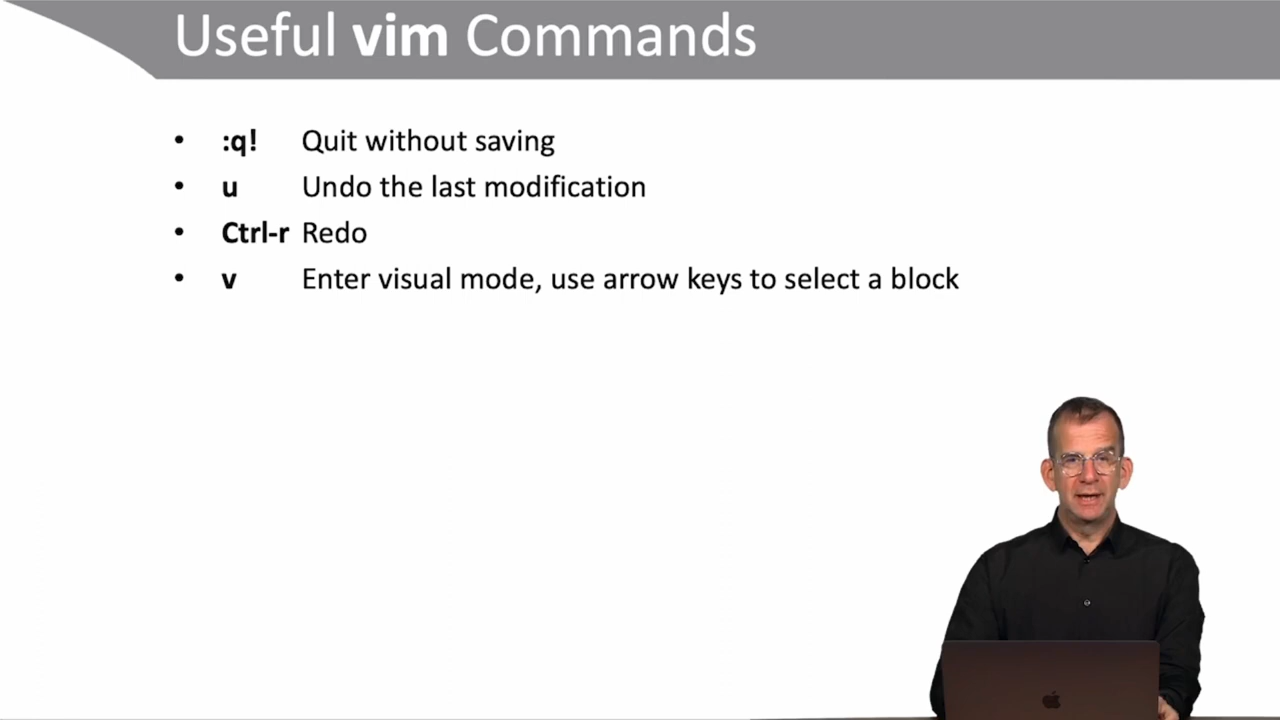 Useful vim Commands
• :q! Quit without saving
• u Undo the last modification
• Ctrl-r Redo
• v Enter visual mode, use arrow keys to select a block